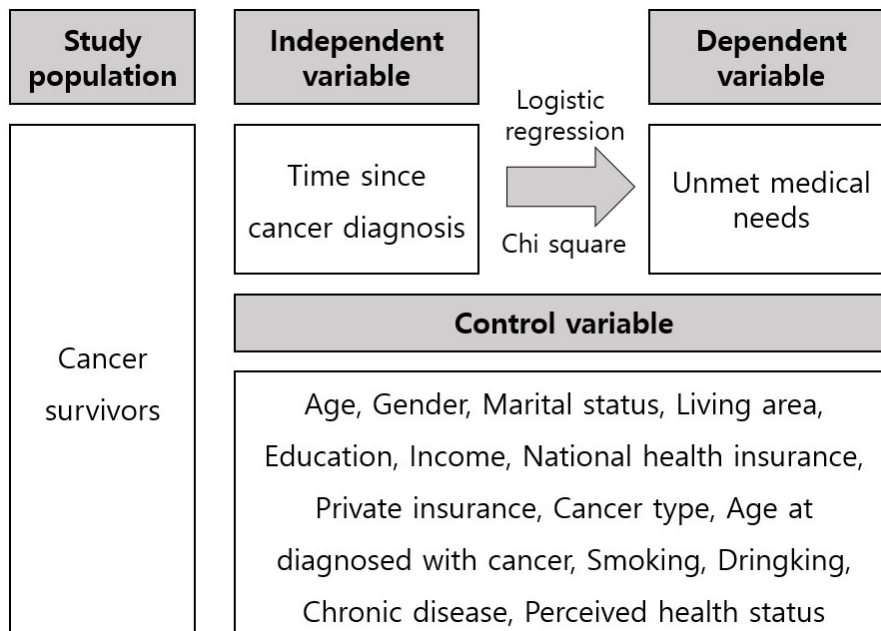 Study
population
Independent
variable
Dependent
variable
Logistic
regression
Time since
cancer diagnosis
Unmet medical
needs
Chi square
Control variable
Cancer
survivors
Age, Gender, Marital status, Living area,
Education, Income, National health insurance,
Private insurance, Cancer type, Age at
diagnosed with cancer, Smoking, Dringking,
Chronic disease, Perceived health status